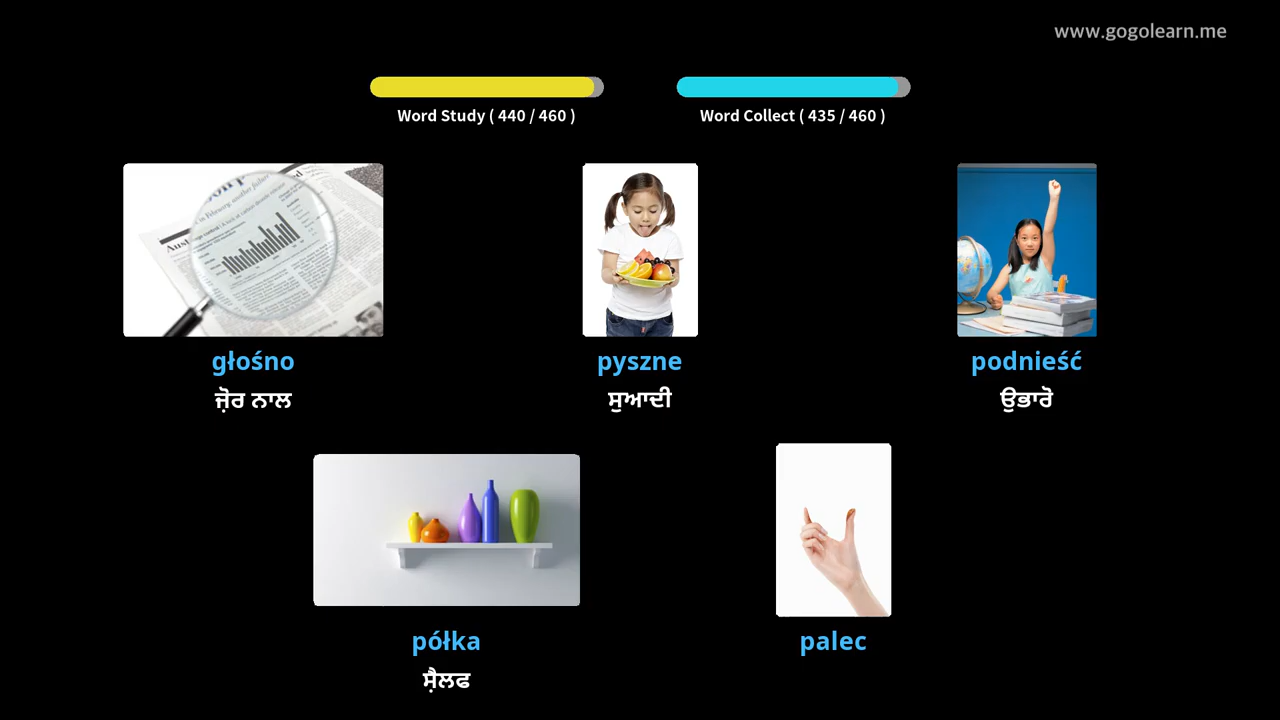 www.gogolearn.me
Word Study ( 440 / 460 )
Word Collect ( 435 / 460 )
głośno
ਜ਼ੋਰ ਨਾਲ
pyszne
ਸੁਆਦੀ
podnieść
ਉਭਾਰੋ
półka
ਸ਼ੈਲਫ
palec